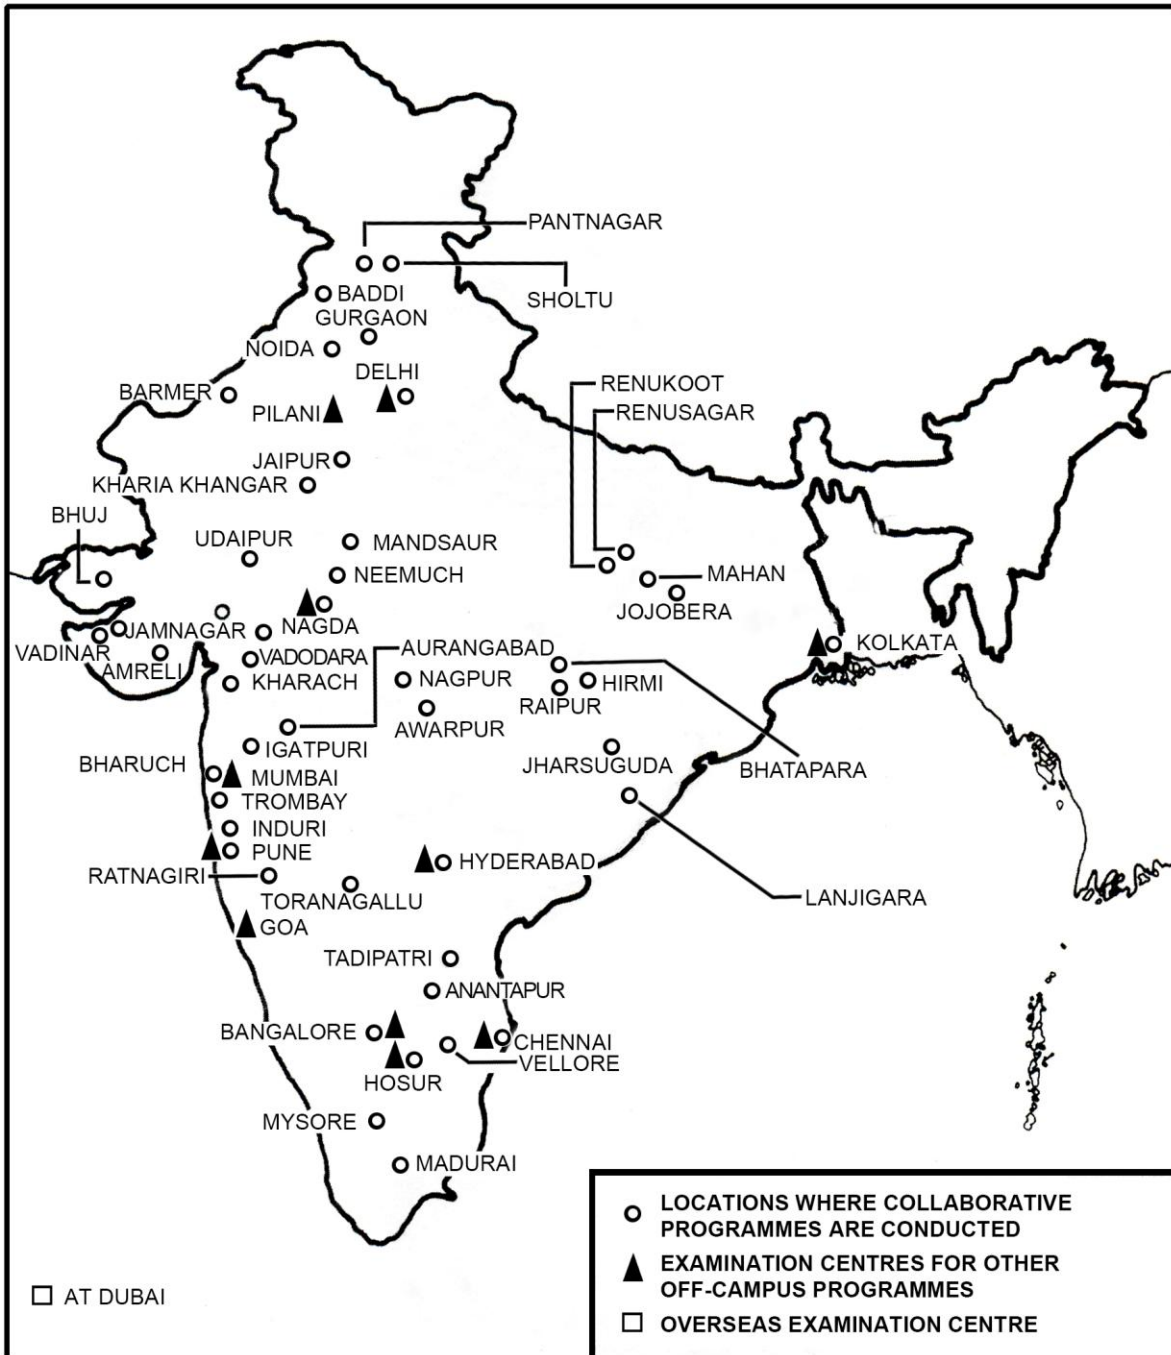 PANTNAGAR
SHOLTU
BADDI
GURGAON
NOIDA
DELHI
BARMER
PILANI
RENUKOOT
RENUSAGAR
JAIPUR
KHARIA KHANGAR
BHUJ
UDAIPUR
MANDSAUR
NEEMUCH
MAHAN
JOJOBERA
JAMNAGAR
NAGDA
VADINAR
AMRELI
VADODARA
AURANGABAD
KOLKATA
KHARACH
NAGPUR
HIRMI
RAIPUR
AWARPUR
IGATPURI
JHARSUGUDA
BHATAPARA
BHARUCH
MUMBAI
TROMBAY
INDURI
PUNE
HYDERABAD
RATNAGIRI
TORANAGALLU
LANJIGARA
GOA
TADIPATRI
ANANTAPUR
BANGALORE
CHENNAI
VELLORE
HOSUR
MYSORE
MADURAI
LOCATIONS WHERE COLLABORATIVE
PROGRAMMES ARE CONDUCTED
EXAMINATION CENTRES FOR OTHER
OFF-CAMPUS PROGRAMMES
OVERSEAS EXAMINATION CENTRE
AT DUBAI